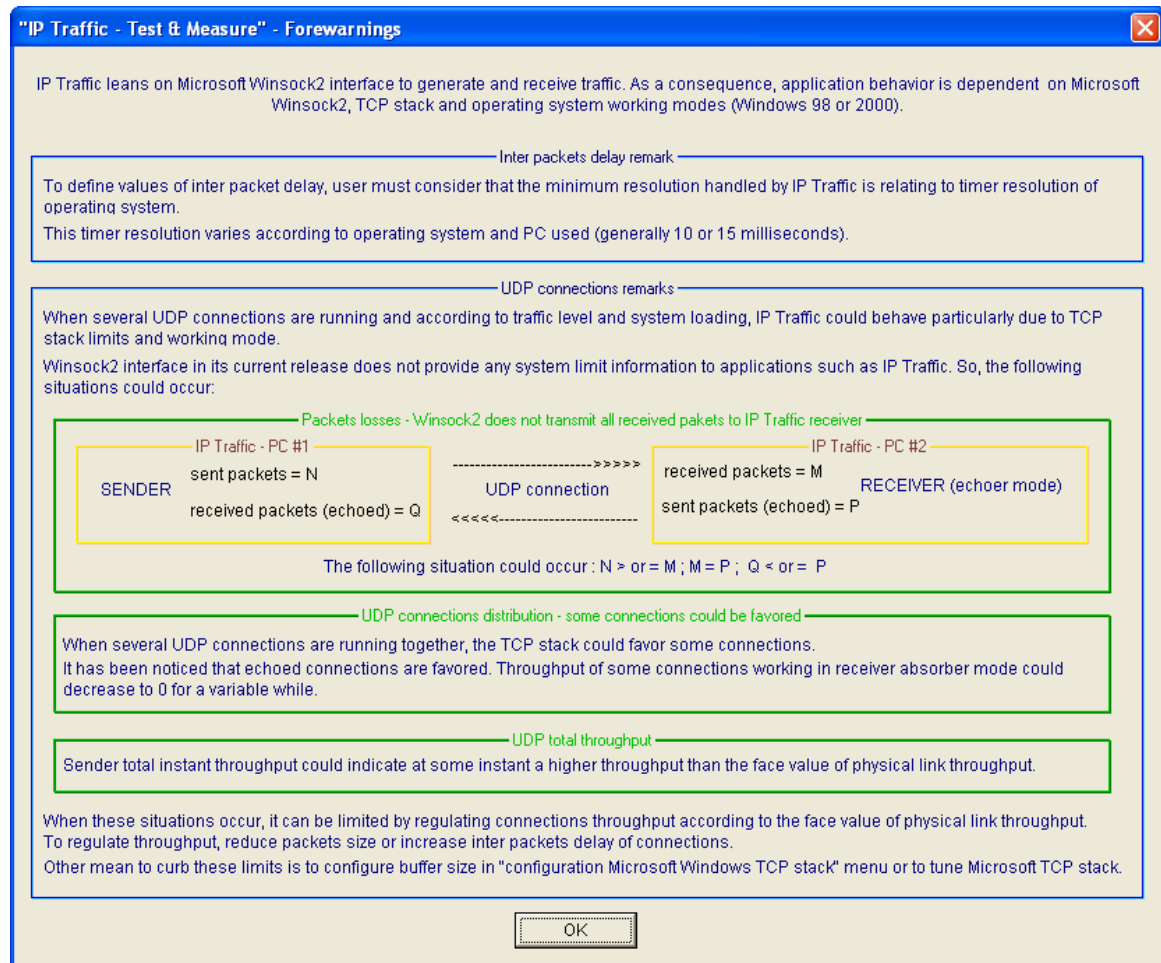 "IP Traffic - Test & Measure" - Forewarnings
IP Traffic leans on Microsoft Winsock2 interface to generate and receive traffic. As a consequence, application behavior is dependent on Microsoft
Winsock2, TCP stack and operating system working modes (Windows 98 or 2000).
Inter packets delay remark
To define values of inter packet delay, user must consider that the minimum resolution handled by IP Traffic is relating to timer resolution of
operating system.
This timer resolution varies according to operating system and PC used (generally 10 or 15 milliseconds).
UDP connections remarks
When several UDP connections are running and according to traffic level and system loading, IP Traffic could behave particularly due to TCP
stack limits and working mode.
Winsock2 interface in its current release does not provide any system limit information to applications such as IP Traffic. So, the following
situations could occur:
Packets losses - Winsock2 does not transmit all received pakets to IP Traffic receiver
IP Traffic - PC #1
SENDER
sent packets = N
received packets (echoed) = Q
------------------------->>>>>
UDP connection
<<<<<-------------------------
IP Traffic - PC #2
received packets = M
RECEIVER (echoer mode)
sent packets (echoed) = P
The following situation could occur : N > or = M ; M = P ; Q < or = P
UDP connections distribution - some connections could be favored
When several UDP connections are running together, the TCP stack could favor some connections.
It has been noticed that echoed connections are favored. Throughput of some connections working in receiver absorber mode could
decrease to 0 for a variable while.
UDP total throughput
Sender total instant throughput could indicate at some instant a higher throughput than the face value of physical link throughput.
When these situations occur, it can be limited by regulating connections throughput according to the face value of physical link throughput.
To regulate throughput, reduce packets size or increase inter packets delay of connections.
Other mean to curb these limits is to configure buffer size in "configuration Microsoft Windows TCP stack" menu or to tune Microsoft TCP stack.
OK